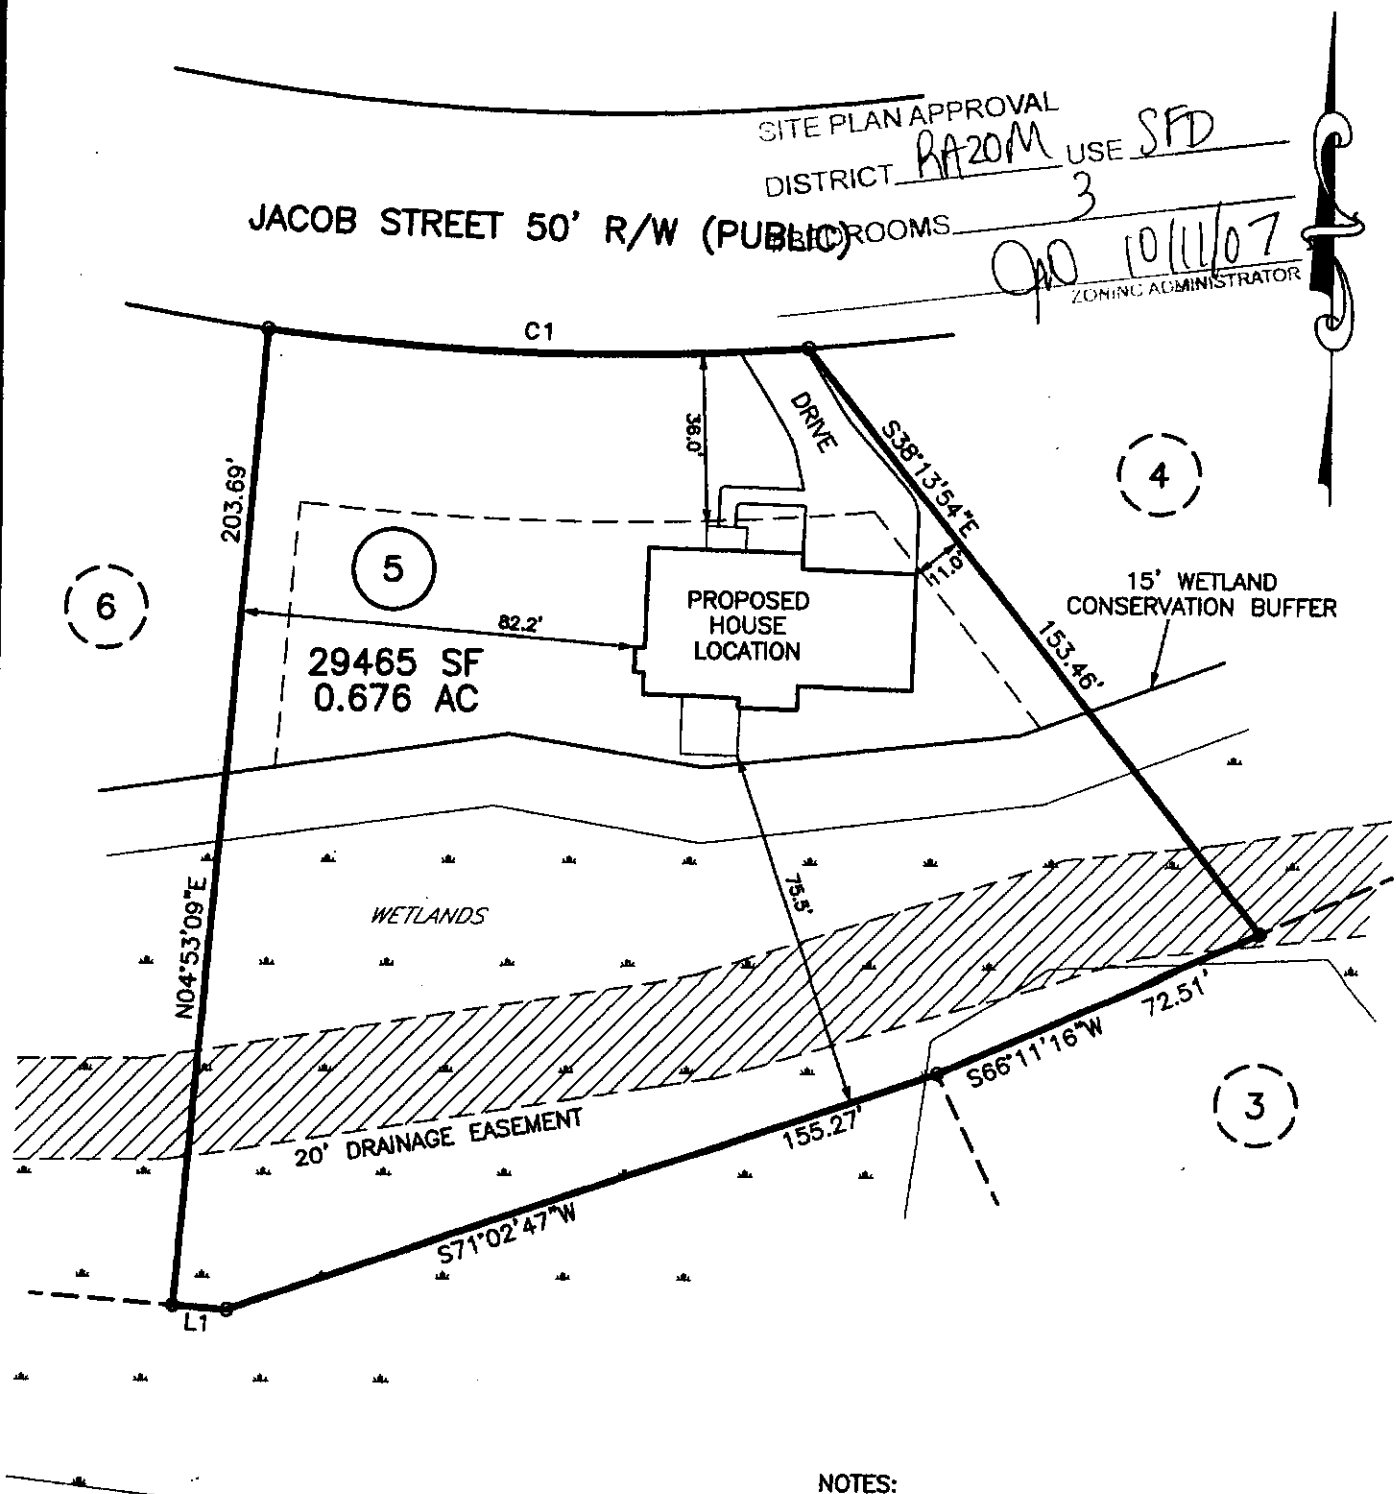 SITE PLAN APPROVAL
DISTRICT RA20M USE SFD
JACOB STREET 50' R/W (PUBLIC)
#BEDROOMS 3
10/11/07
ZONING ADMINISTRATOR
C1
DRIVE
36.0'
S38°13'54"E
153.46'
203.69'
N04°53'09"E
4
5
6
11.0'
15' WETLAND
CONSERVATION BUFFER
PROPOSED
HOUSE
LOCATION
82.2'
29465 SF
0.676 AC
WETLANDS
75.5'
72.51'
S66°11'16"W
3
20' DRAINAGE EASEMENT
155.27'
S71°02'47"W
L1
NOTES: